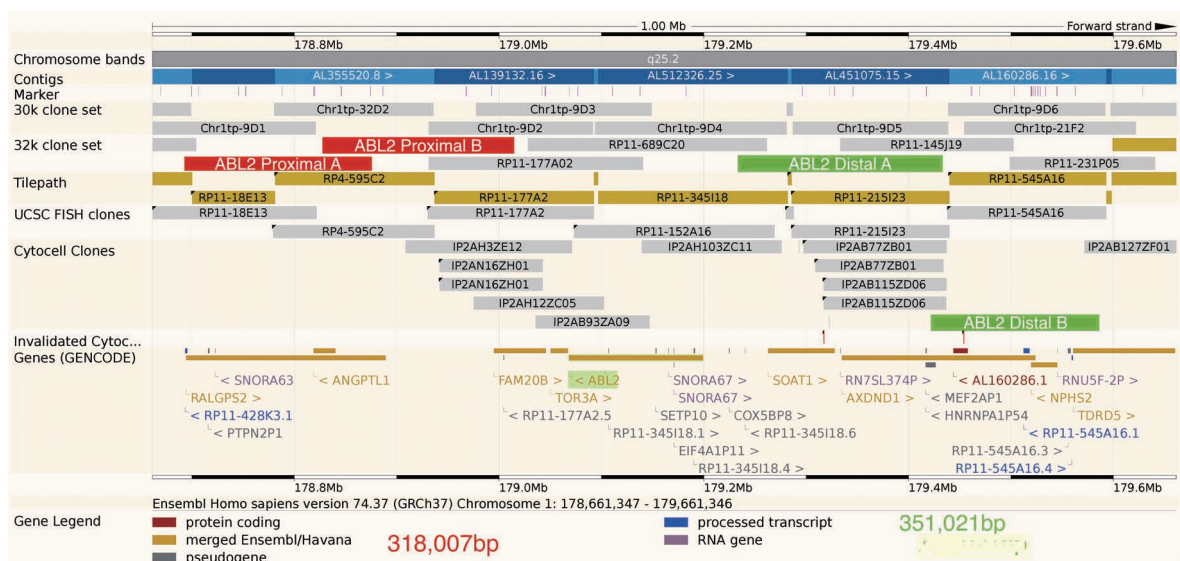 1.00 Mb Forward strand
178.8Mb 179.0Mb 179.2Mb 179.4Mb 179.6Mb
Chromosome bands q25.2
Contigs AL355520.8 > AL139132.16 > AL512326.25 > AL451075.15 > AL160286.16 >
Marker
30k clone set Chr1tp-32D2 Chr1tp-9D3 Chr1tp-9D6
Chr1tp-9D1 Chr1tp-9D2 Chr1tp-9D4 Chr1tp-9D5 Chr1tp-21F2
32k clone set ABL2 Proximal B RP11-689C20 RP11-145J19
ABL2 Proximal A RP11-177A02 ABL2 Distal A RP11-231P05
Tilepath RP4-595C2 RP11-545A16
RP11-18E13 RP11-177A2 RP11-345I18 RP11-215I23
UCSC FISH clones RP11-18E13 RP11-177A2 RP11-545A16
RP4-595C2 RP11-152A16 RP11-215I23
Cytocell Clones IP2AH3ZE12 IP2AH103ZC11 IP2AB77ZB01 IP2AB127ZF01
IP2AN16ZH01 IP2AB77ZB01
IP2AN16ZH01 IP2AB115ZD06
IP2AH12ZC05 IP2AB115ZD06
IP2AB93ZA09 ABL2 Distal B
Invalidated Cytoc...
Genes (GENCODE)
< SNORA63 < ANGPTL1 FAM20B > < ABL2 SNORA67 > SOAT1 > RN7SL374P > < AL160286.1 RNU5F-2P >
RALGPS2 > TOR3A > SNORA67 > AXDND1 > < MEF2AP1 < NPHS2
< RP11-428K3.1 < RP11-177A2.5 SETP10 > COX5BP8 > < HNRNPA1P54 TDRD5 >
< PTPN2P1 RP11-345I18.1 > < RP11-345I18.6 < RP11-545A16.1
EIF4A1P11 > RP11-545A16.3 >
RP11-345I18.4 > RP11-545A16.4 >
178.8Mb 179.0Mb 179.2Mb 179.4Mb 179.6Mb
Ensembl Homo sapiens version 74.37 (GRCh37) Chromosome 1: 178,661,347 - 179,661,346
Gene Legend protein coding processed transcript 351,021bp
merged Ensembl/Havana 318,007bp RNA gene
pseudogene